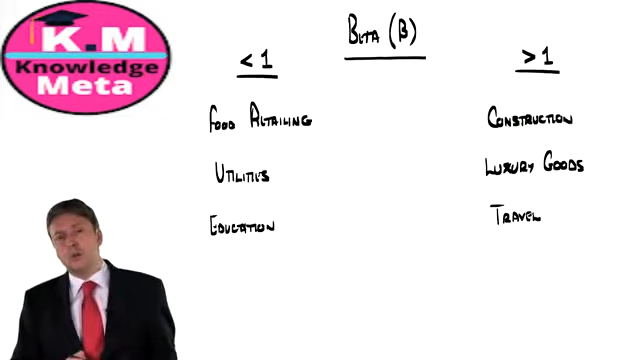 K.M
Knowledge
Meta
Beta (β)
< 1
> 1
Food Retailing
Construction
Utilities
Luxury Goods
Education
Travel